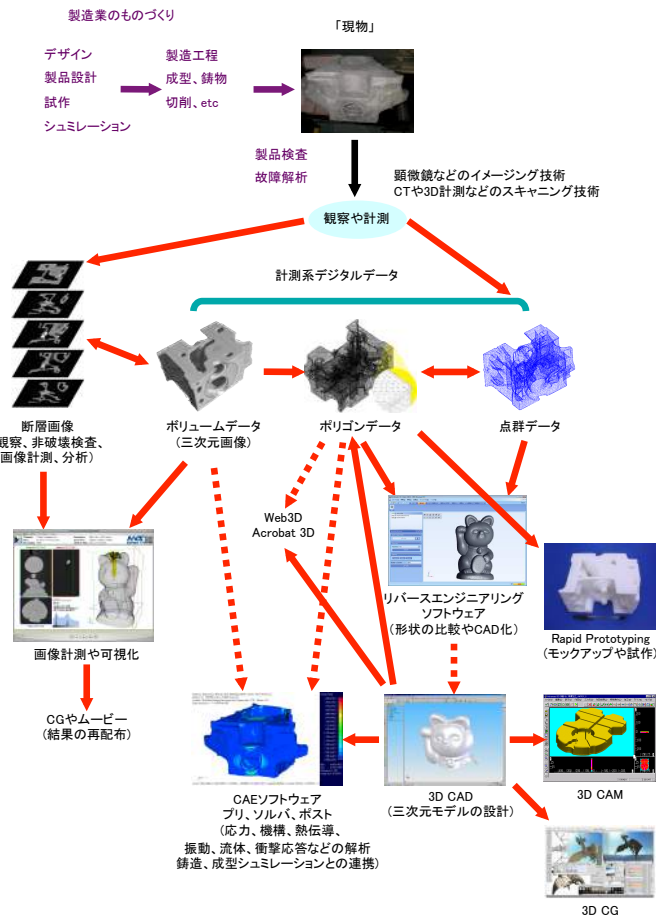 製造業のものづくり
「現物」
デザイン
製品設計
試作
シュミレーション
製造工程
成型、鋳物
切削、etc
製品検査
故障解析
顕微鏡などのイメージング技術
CTや3D計測などのスキャニング技術
観察や計測
計測系デジタルデータ
断層画像
観察、非破壊検査、
画像計測、分析）
ボリュームデータ
（三次元画像）
ポリゴンデータ
点群データ
Web3D
Acrobat 3D
リバースエンジニアリング
ソフトウェア
（形状の比較やCAD化）
Rapid Prototyping
（モックアップや試作）
画像計測や可視化
CGやムービー
（結果の再配布）
CAEソフトウェア
プリ、ソルバ、ポスト
（応力、機構、熱伝導、
振動、流体、衝撃応答などの解析
鋳造、成型シュミレーションとの連携）
3D CAD
（三次元モデルの設計）
3D CAM
3D CG